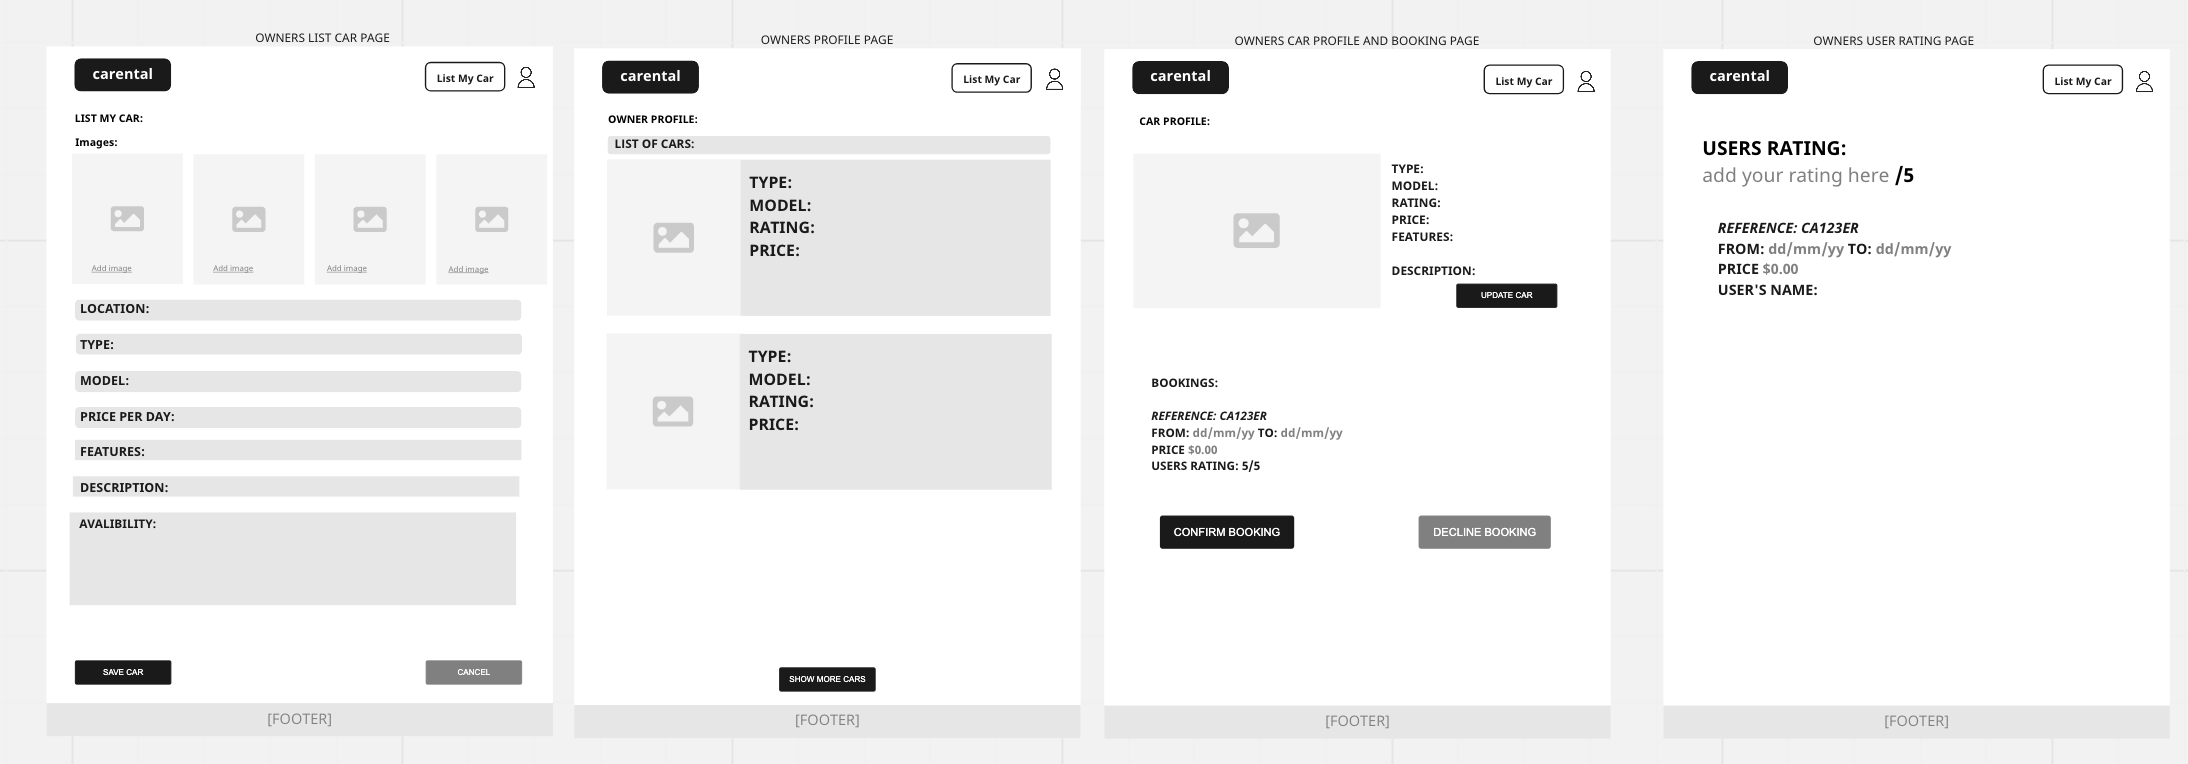 OWNERS LIST CAR PAGE
carental
List My Car
LIST MY CAR:
Images:
Add image
Add image
Add image
Add image
LOCATION:
TYPE:
MODEL:
PRICE PER DAY:
FEATURES:
DESCRIPTION:
AVALIBILITY:
SAVE CAR
CANCEL
[FOOTER]
OWNERS PROFILE PAGE
carental
List My Car
OWNER PROFILE:
LIST OF CARS:
TYPE:
MODEL:
RATING:
PRICE:
TYPE:
MODEL:
RATING:
PRICE:
SHOW MORE CARS
[FOOTER]
OWNERS CAR PROFILE AND BOOKING PAGE
carental
List My Car
CAR PROFILE:
TYPE:
MODEL:
RATING:
PRICE:
FEATURES:
DESCRIPTION:
UPDATE CAR
BOOKINGS:
REFERENCE: CA123ER
FROM: dd/mm/yy TO: dd/mm/yy
PRICE $0.00
USERS RATING: 5/5
CONFIRM BOOKING
DECLINE BOOKING
[FOOTER]
OWNERS USER RATING PAGE
carental
List My Car
USERS RATING:
add your rating here /5
REFERENCE: CA123ER
FROM: dd/mm/yy TO: dd/mm/yy
PRICE $0.00
USER'S NAME:
[FOOTER]